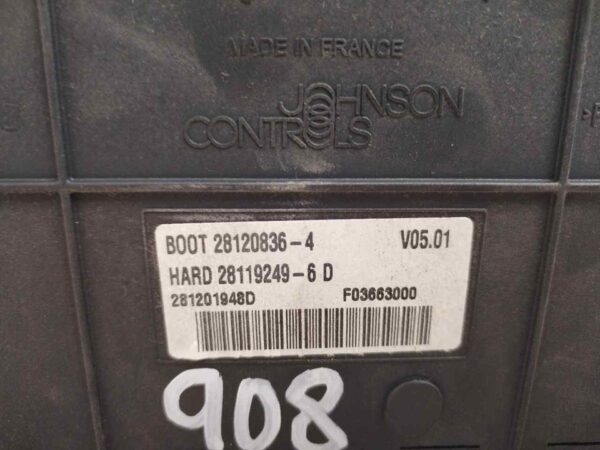 MADE IN FRANCE
JOHNSON
CONTROLS
BOOT 28120836-4 V05.01
HARD 28119249-6 D
281201948D F03663000
908